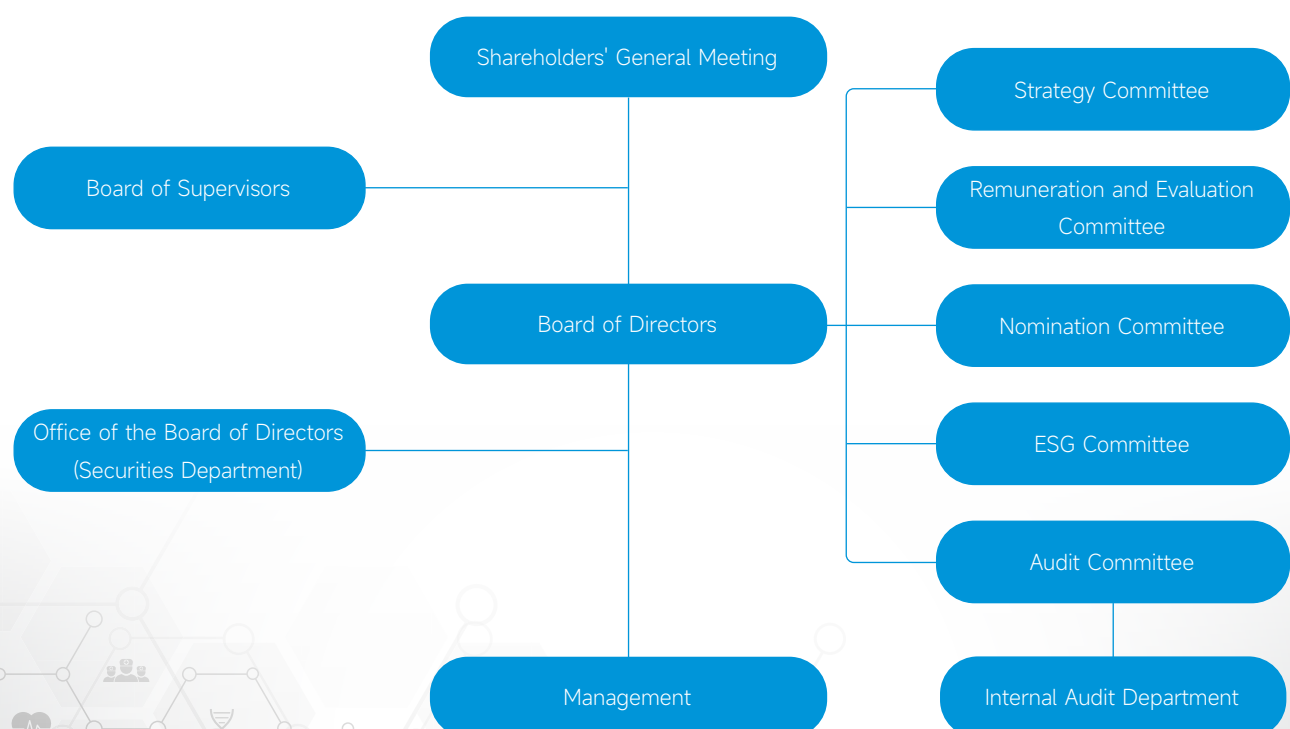 Shareholders' General Meeting
Strategy Committee
Board of Supervisors
Remuneration and Evaluation
Committee
Board of Directors
Nomination Committee
Office of the Board of Directors
(Securities Department)
ESG Committee
Audit Committee
Management
Internal Audit Department